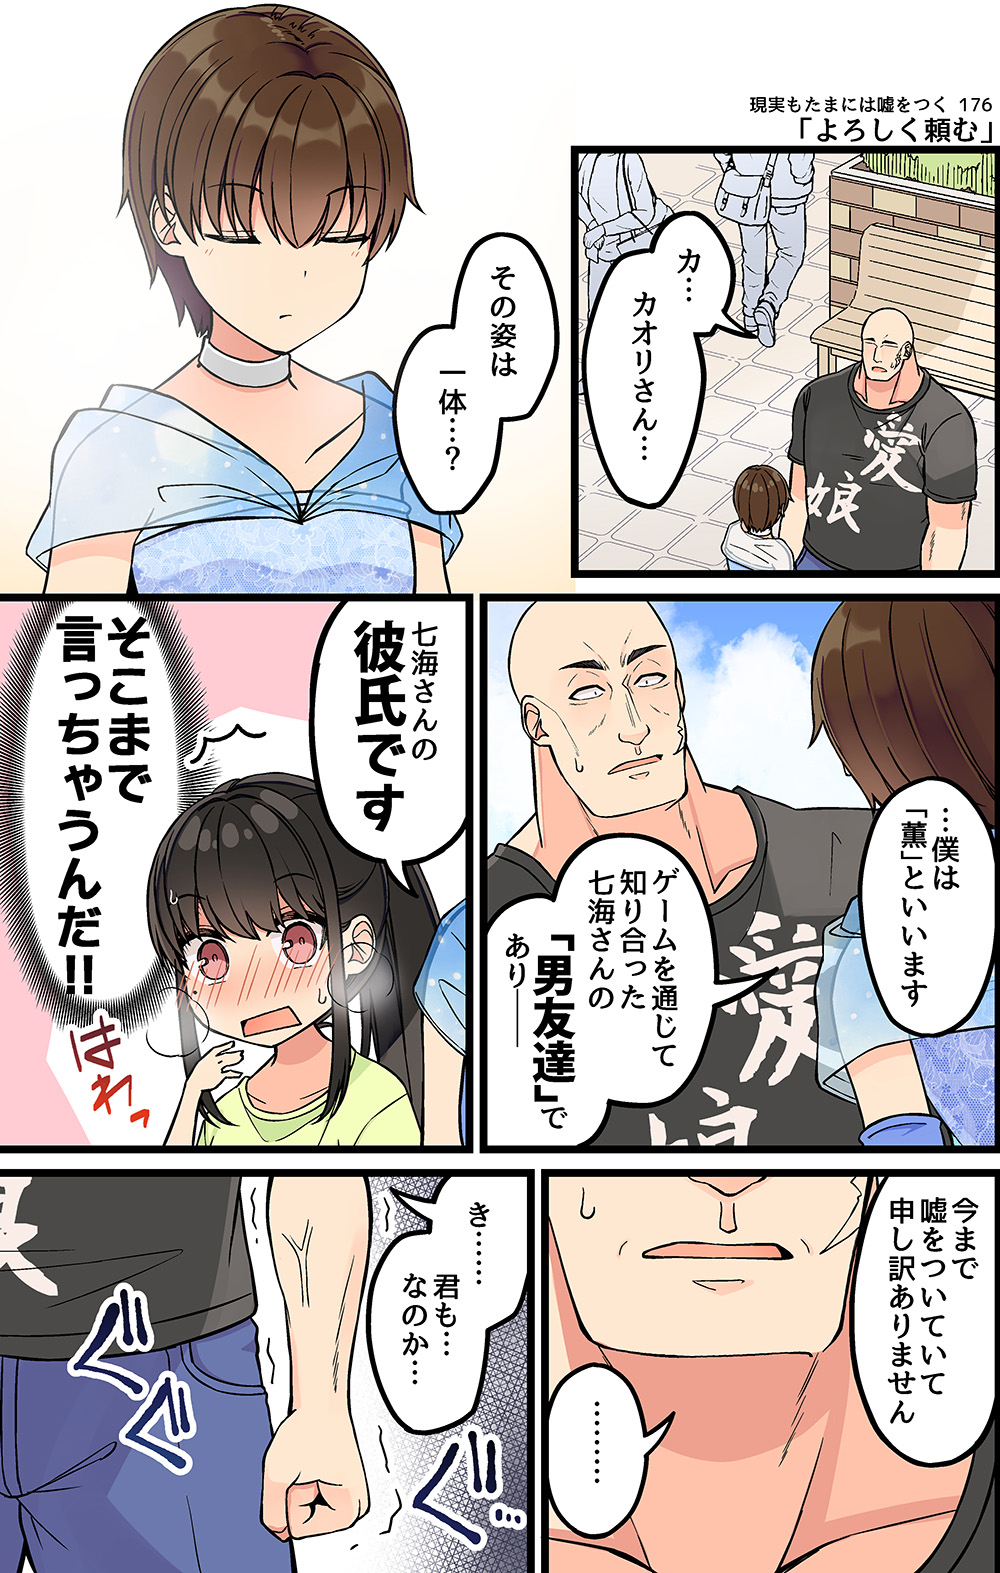 現実もたまには嘘をつく 176
「よろしく頼む」
カ…
カオリさん…
愛
娘
その姿は
一体…?
…僕は
「薫」といいます
ゲームを通じて
知り合った
七海さんの
「男友達」で
あり──
愛
娘
七海さんの
彼氏です
そこまで
言っちゃうんだ!!
はわっ
今まで
嘘をついていて
申し訳ありません
………
き……
君も…
なのか…
娘
ぐぐぐ…